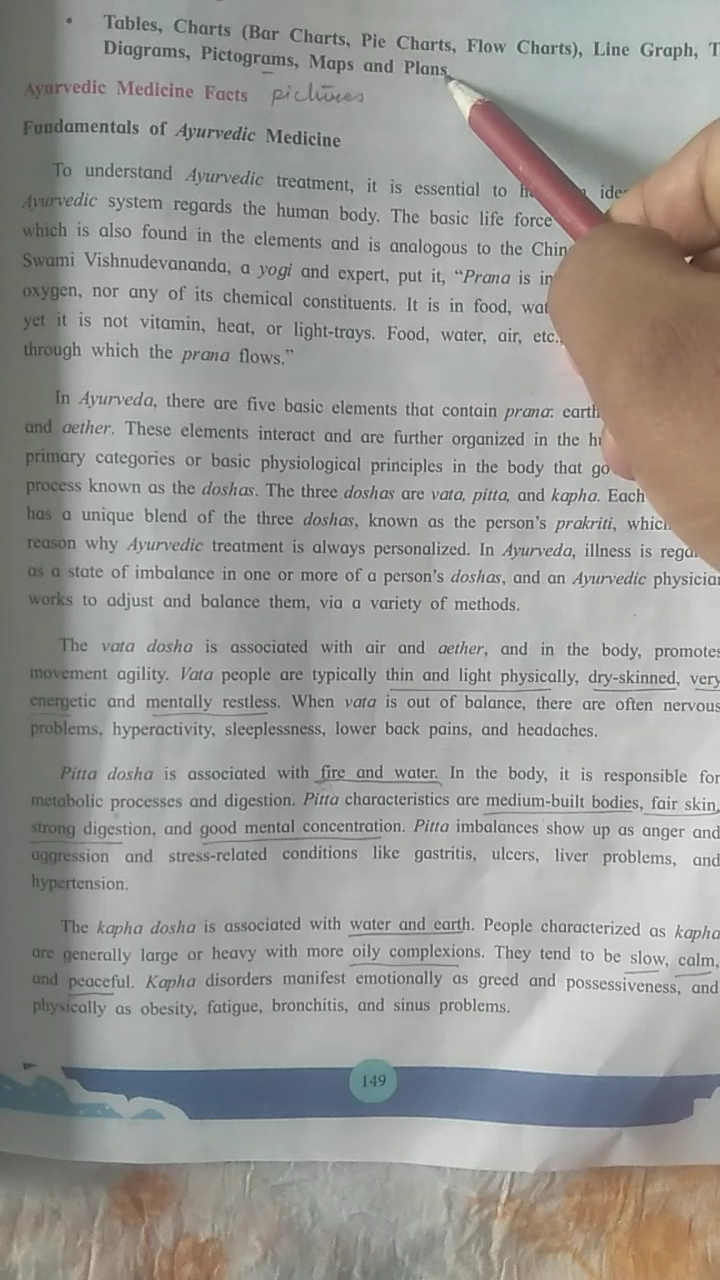 • Tables, Charts (Bar Charts, Pie Charts, Flow Charts), Line Graph, T
Diagrams, Pictograms, Maps and Plans
Ayurvedic Medicine Facts pictures
Fundamentals of Ayurvedic Medicine
To understand Ayurvedic treatment, it is essential to
Ayurvedic system regards the human body. The basic life force
which is also found in the elements and is analogous to the Chin
Swami Vishnudevananda, a yogi and expert, put it, “Prana is in
oxygen, nor any of its chemical constituents. It is in food, wat
yet it is not vitamin, heat, or light-trays. Food, water, air, etc.,
through which the prana flows.”
In Ayurveda, there are five basic elements that contain prana: earth
and aether. These elements interact and are further organized in the h
primary categories or basic physiological principles in the body that go
process known as the doshas. The three doshas are vata, pitta, and kapha. Each
has a unique blend of the three doshas, known as the person’s prakriti, whic
reason why Ayurvedic treatment is always personalized. In Ayurveda, illness is rega
as a state of imbalance in one or more of a person’s doshas, and an Ayurvedic physician
works to adjust and balance them, via a variety of methods.
The vata dosha is associated with air and aether, and in the body, promotes
movement agility. Vata people are typically thin and light physically, dry-skinned, very
energetic and mentally restless. When vata is out of balance, there are often nervous
problems, hyperactivity, sleeplessness, lower back pains, and headaches.
Pitta dosha is associated with fire and water. In the body, it is responsible for
metabolic processes and digestion. Pitta characteristics are medium-built bodies, fair skin,
strong digestion, and good mental concentration. Pitta imbalances show up as anger and
aggression and stress-related conditions like gastritis, ulcers, liver problems, and
hypertension.
The kapha dosha is associated with water and earth. People characterized as kapha
are generally large or heavy with more oily complexions. They tend to be slow, calm,
and peaceful. Kapha disorders manifest emotionally as greed and possessiveness, and
physically as obesity, fatigue, bronchitis, and sinus problems.
149